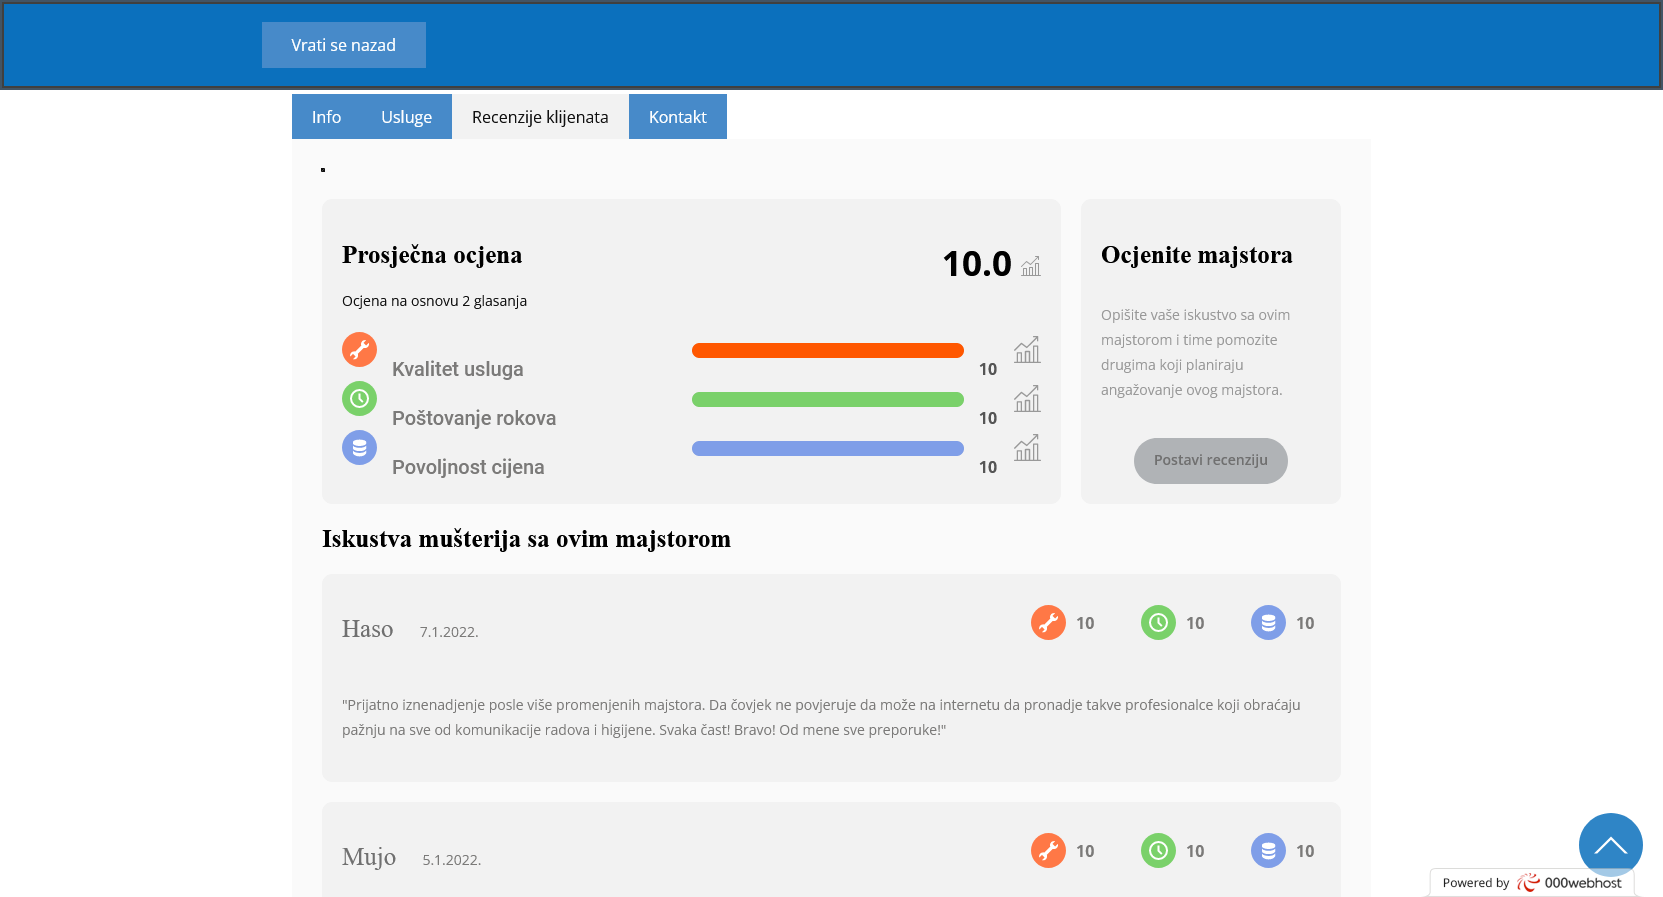 Vrati se nazad
Info Usluge Recenzije klijenata Kontakt
Prosječna ocjena
10.0
Ocjena na osnovu 2 glasanja
Kvalitet usluga 10
Poštovanje rokova 10
Povoljnost cijena 10
Ocjenite majstora
Opišite vaše iskustvo sa ovim
majstorom i time pomozite
drugima koji planiraju
angažovanje ovog majstora.
Postavi recenziju
Iskustva mušterija sa ovim majstorom
Haso 7.1.2022. 10 10 10
"Prijatno iznenadjenje posle više promenjenih majstora. Da čovjek ne povjeruje da može na internetu da pronadje takve profesionalce koji obraćaju
pažnju na sve od komunikacije radova i higijene. Svaka čast! Bravo! Od mene sve preporuke!"
Mujo 5.1.2022. 10 10 10
Powered by 000webhost